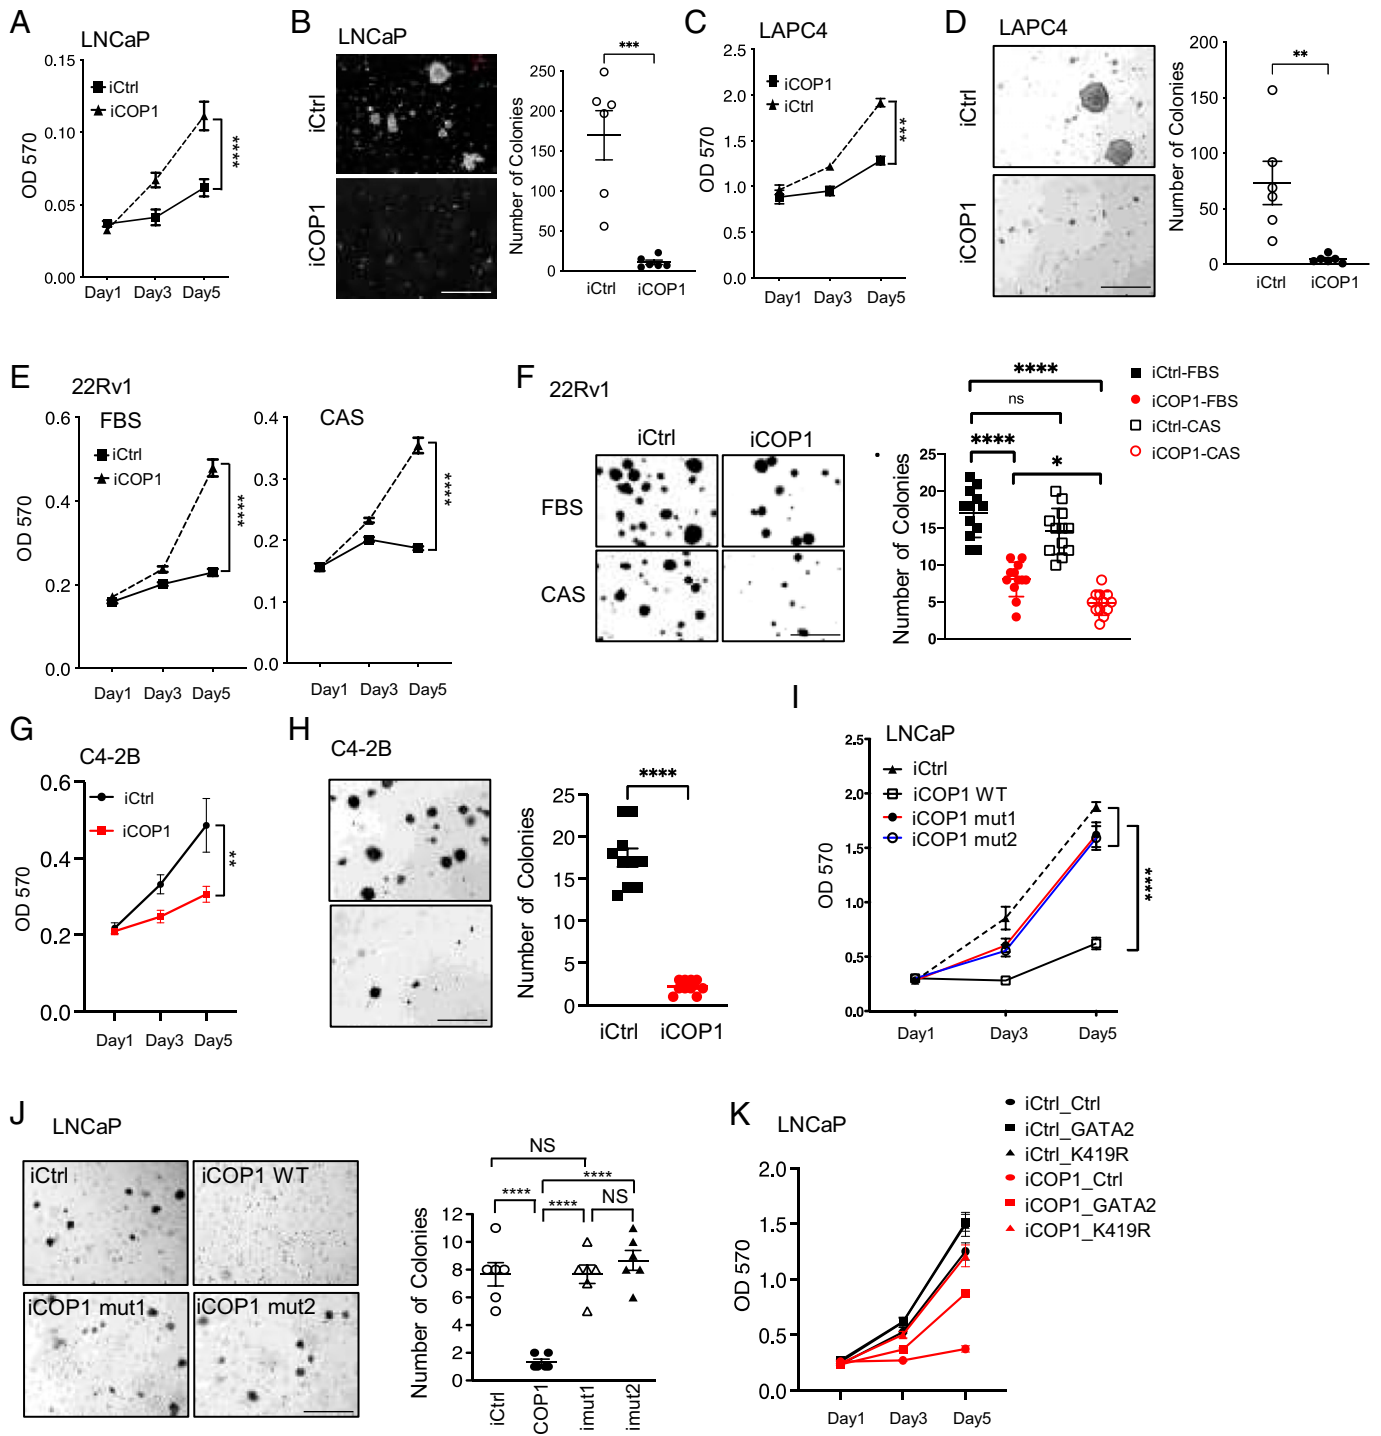 A
LNCaP
0.15
0.10
0.05
0.00
OD 570
iCtrl
iCOP1
****
Day1 Day3 Day5
B
LNCaP
iCtrl
iCOP1
Number of Colonies
250
200
150
100
50
0
***
iCtrl iCOP1
C
LAPC4
2.5
2.0
1.5
1.0
0.5
0.0
OD 570
iCOP1
iCtrl
***
Day1 Day3 Day5
D
LAPC4
iCtrl
iCOP1
Number of Colonies
200
150
100
50
0
**
iCtrl iCOP1
E
22Rv1
FBS
0.6
0.4
0.2
0.0
OD 570
iCtrl
iCOP1
****
Day1 Day3 Day5
CAS
0.4
0.3
0.2
0.1
0.0
****
Day1 Day3 Day5
F
22Rv1
iCtrl iCOP1
FBS
CAS
Number of Colonies
25
20
15
10
5
0
****
ns
****
*
iCtrl-FBS
iCOP1-FBS
iCtrl-CAS
iCOP1-CAS
G
C4-2B
0.6
0.4
0.2
0.0
OD 570
iCtrl
iCOP1
**
Day1 Day3 Day5
H
C4-2B
Number of Colonies
25
20
15
10
5
0
****
iCtrl iCOP1
I
LNCaP
2.5
2.0
1.5
1.0
0.5
0.0
OD 570
iCtrl
iCOP1 WT
iCOP1 mut1
iCOP1 mut2
****
Day1 Day3 Day5
J
LNCaP
iCtrl
iCOP1 WT
iCOP1 mut1
iCOP1 mut2
Number of Colonies
12
10
8
6
4
2
0
NS
****
****
****
NS
iCtrl
COP1
imut1
imut2
K
LNCaP
2.0
1.5
1.0
0.5
0.0
OD 570
iCtrl_Ctrl
iCtrl_GATA2
iCtrl_K419R
iCOP1_Ctrl
iCOP1_GATA2
iCOP1_K419R
Day1 Day3 Day5